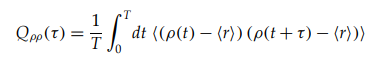 Q_{ρρ}(τ) = \frac{1}{T} \int_0^T dt ⟨(ρ(t) − ⟨r⟩) (ρ(t + τ) − ⟨r⟩)⟩